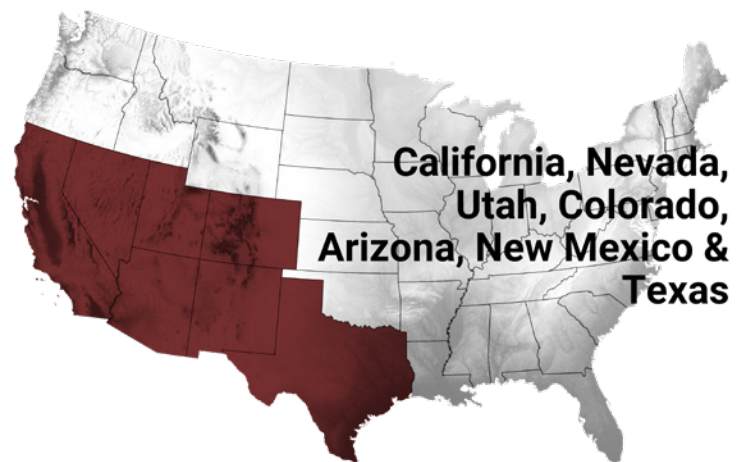 California, Nevada,
Utah, Colorado,
Arizona, New Mexico &
Texas